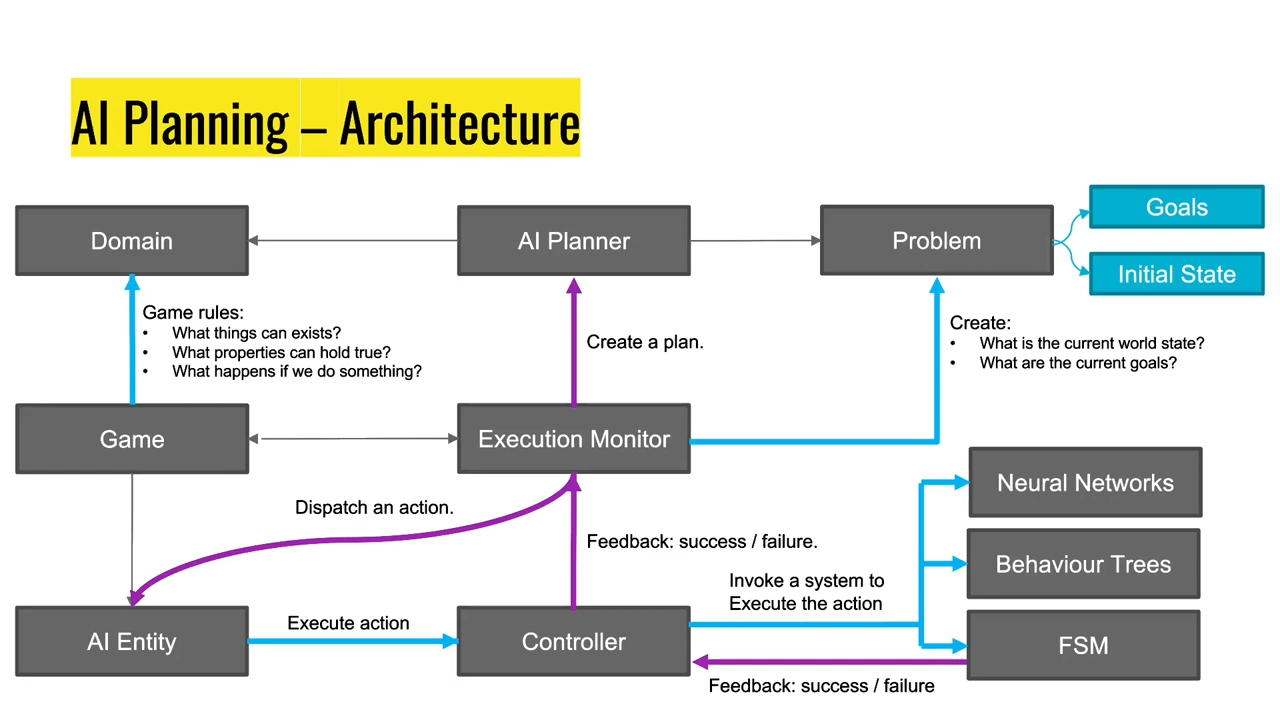 AI Planning – Architecture
Goals
Domain
AI Planner
Problem
Initial State
Game rules:
• What things can exists?
• What properties can hold true?
• What happens if we do something?
Create a plan.
Create:
• What is the current world state?
• What are the current goals?
Game
Execution Monitor
Neural Networks
Dispatch an action.
Feedback: success / failure.
Behaviour Trees
Invoke a system to
Execute the action
AI Entity
Execute action
Controller
FSM
Feedback: success / failure